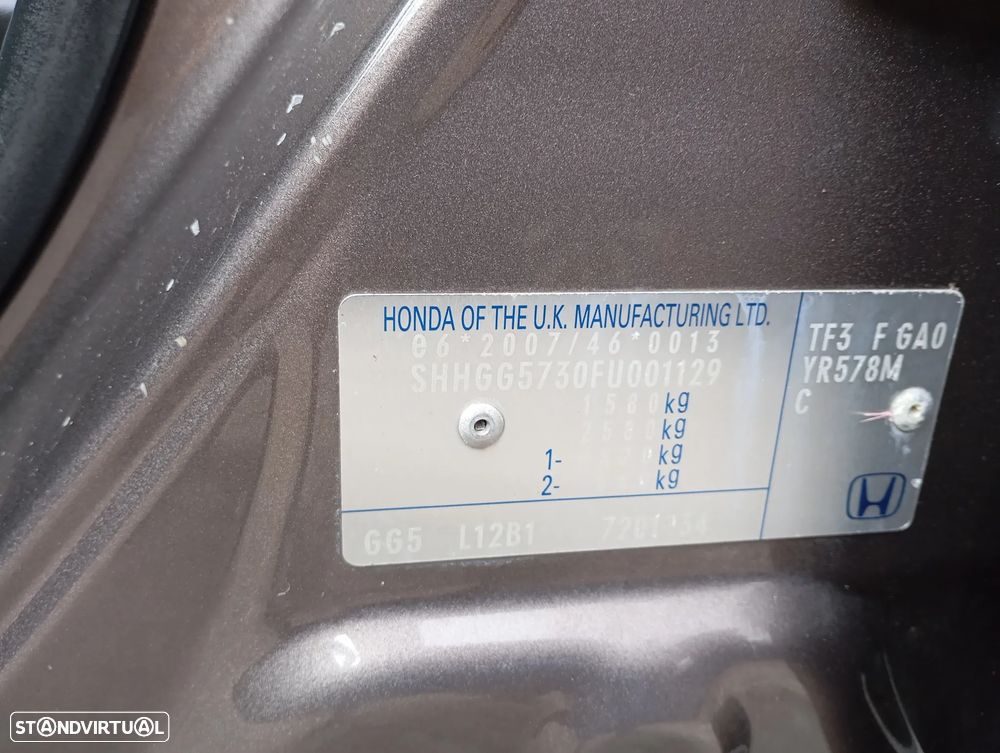 HONDA OF THE U.K. MANUFACTURING LTD.
e6*2007/46*0013
SHHGG5730FU001129
1580kg
kg
1- kg
2- kg
GG5 L12B1
TF3 F GA0
YR578M
C
STANDVIRTUAL